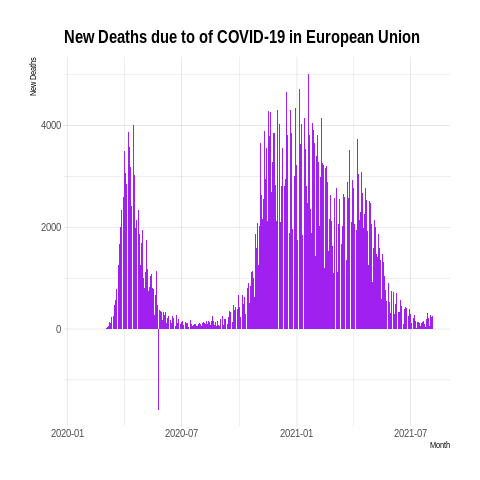 New Deaths due to of COVID-19 in European Union
New Deaths
4000
2000
0
2020-01
2020-07
2021-01
2021-07
Month